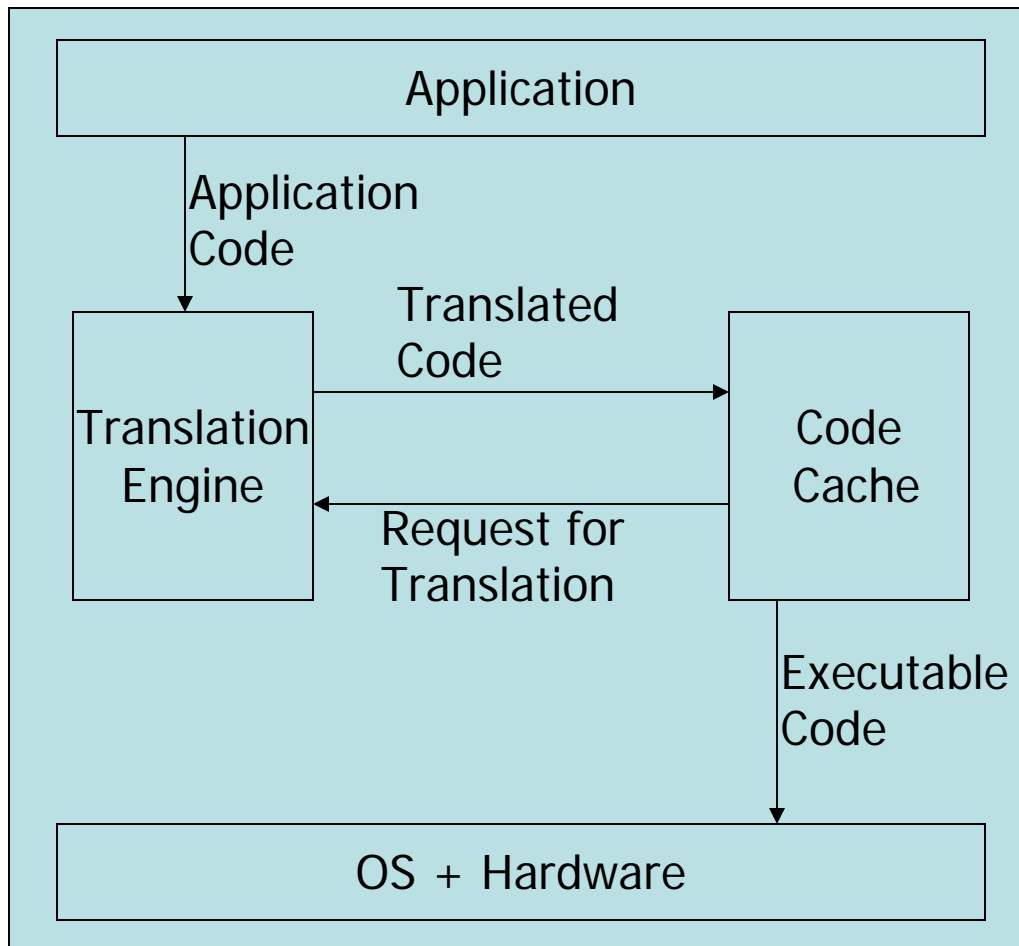 Application
Application
Code
Translated
Code
Translation
Engine
Code
Cache
Request for
Translation
Executable
Code
OS + Hardware